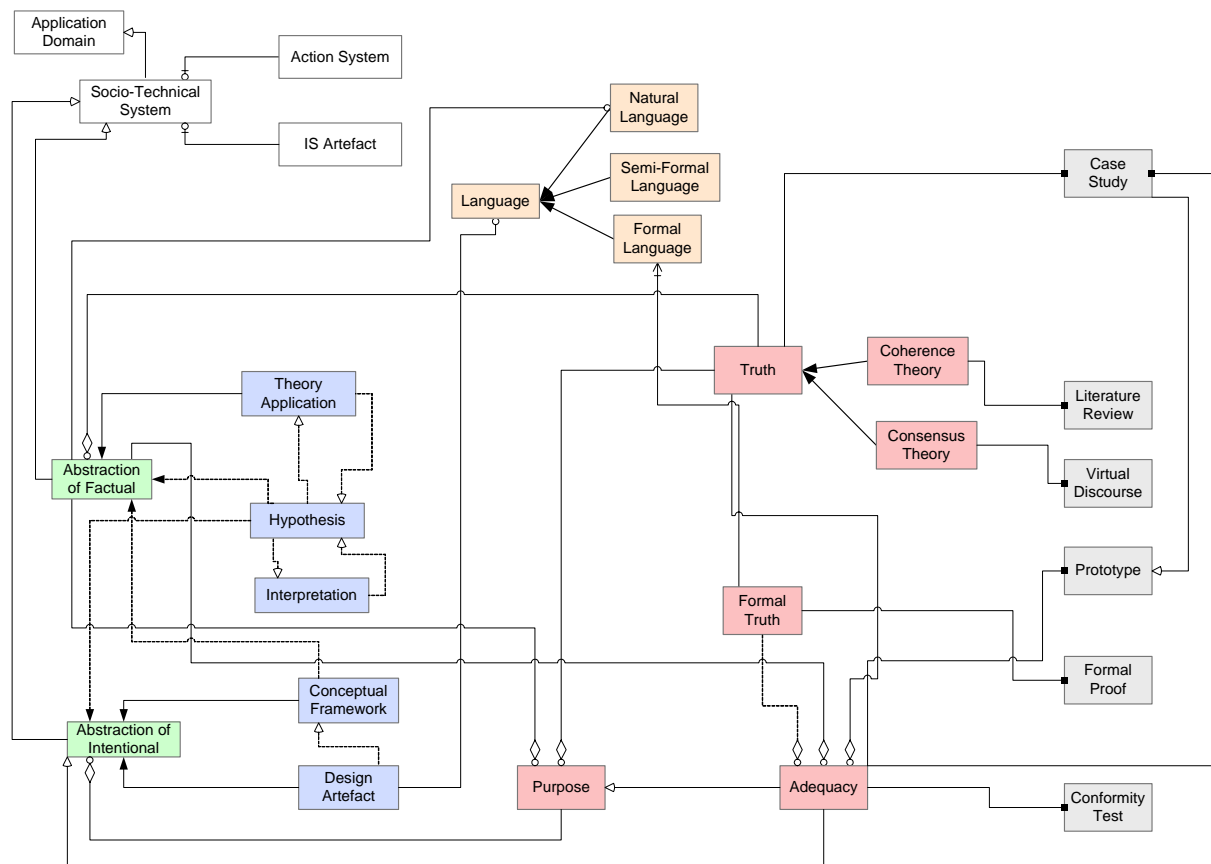 Application
Domain
Action System
Socio-Technical
System
IS Artefact
Natural
Language
Semi-Formal
Language
Language
Formal
Language
Case
Study
Truth
Coherence
Theory
Literature
Review
Consensus
Theory
Virtual
Discourse
Theory
Application
Abstraction
of Factual
Hypothesis
Interpretation
Prototype
Formal
Truth
Formal
Proof
Conceptual
Framework
Abstraction of
Intentional
Design
Artefact
Purpose
Adequacy
Conformity
Test